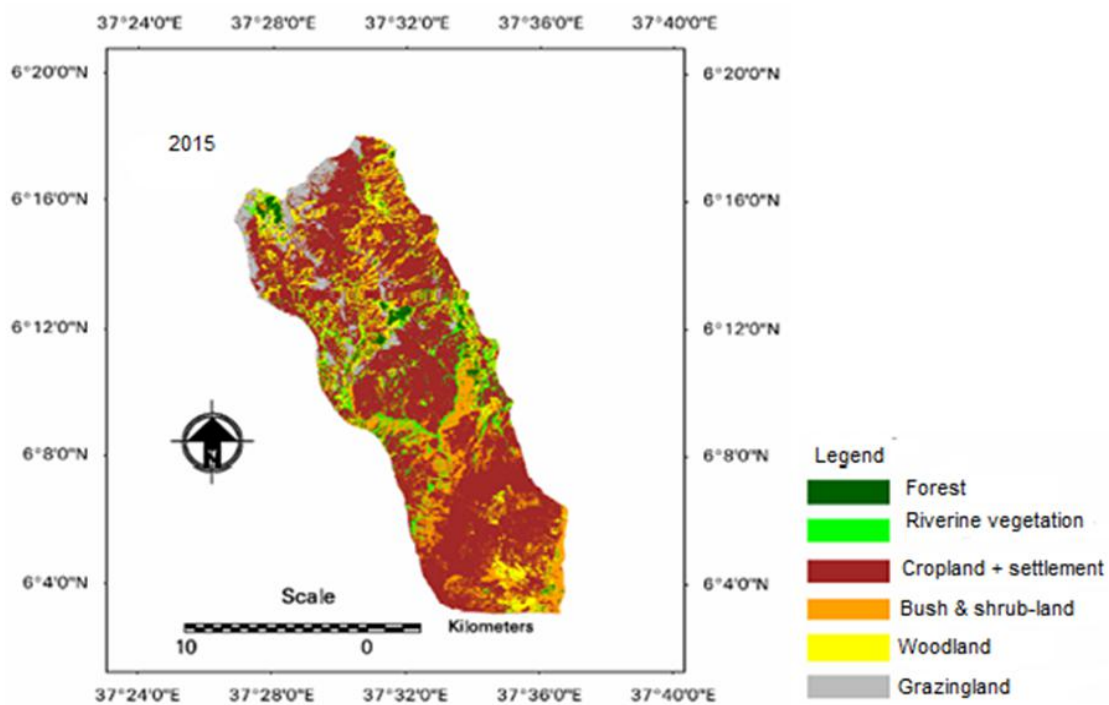 37°24'0"E 37°28'0"E 37°32'0"E 37°36'0"E 37°40'0"E
6°20'0"N 6°20'0"N
2015
6°16'0"N 6°16'0"N
6°12'0"N 6°12'0"N
N
6°8'0"N 6°8'0"N
Legend
Forest
Riverine vegetation
Cropland + settlement
Bush & shrub-land
Woodland
Grazingland
6°4'0"N 6°4'0"N
Scale
Kilometers
10 0
37°24'0"E 37°28'0"E 37°32'0"E 37°36'0"E 37°40'0"E